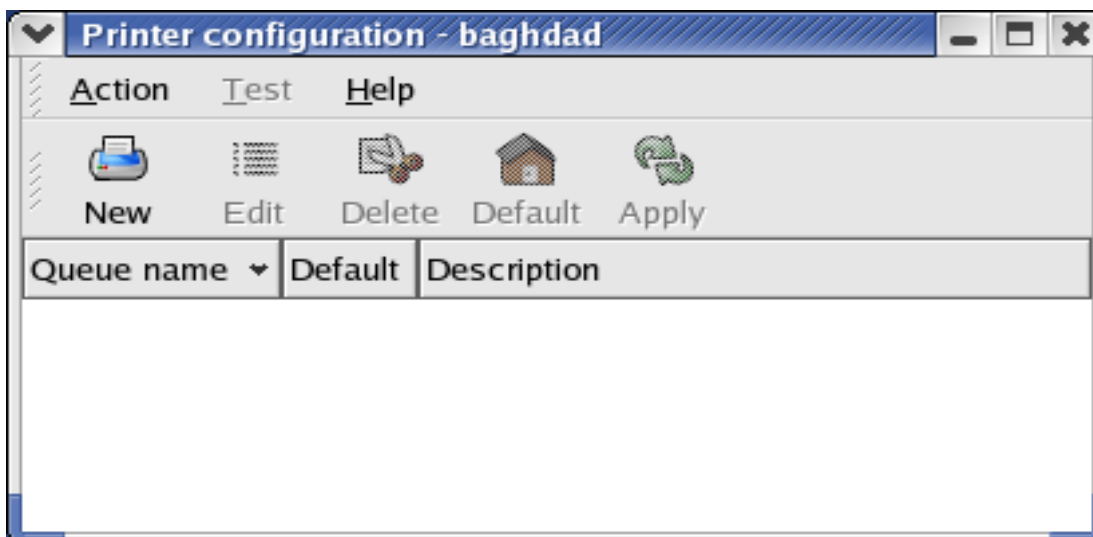 Printer configuration - baghdad
Action Test Help
New Edit Delete Default Apply
Queue name Default Description